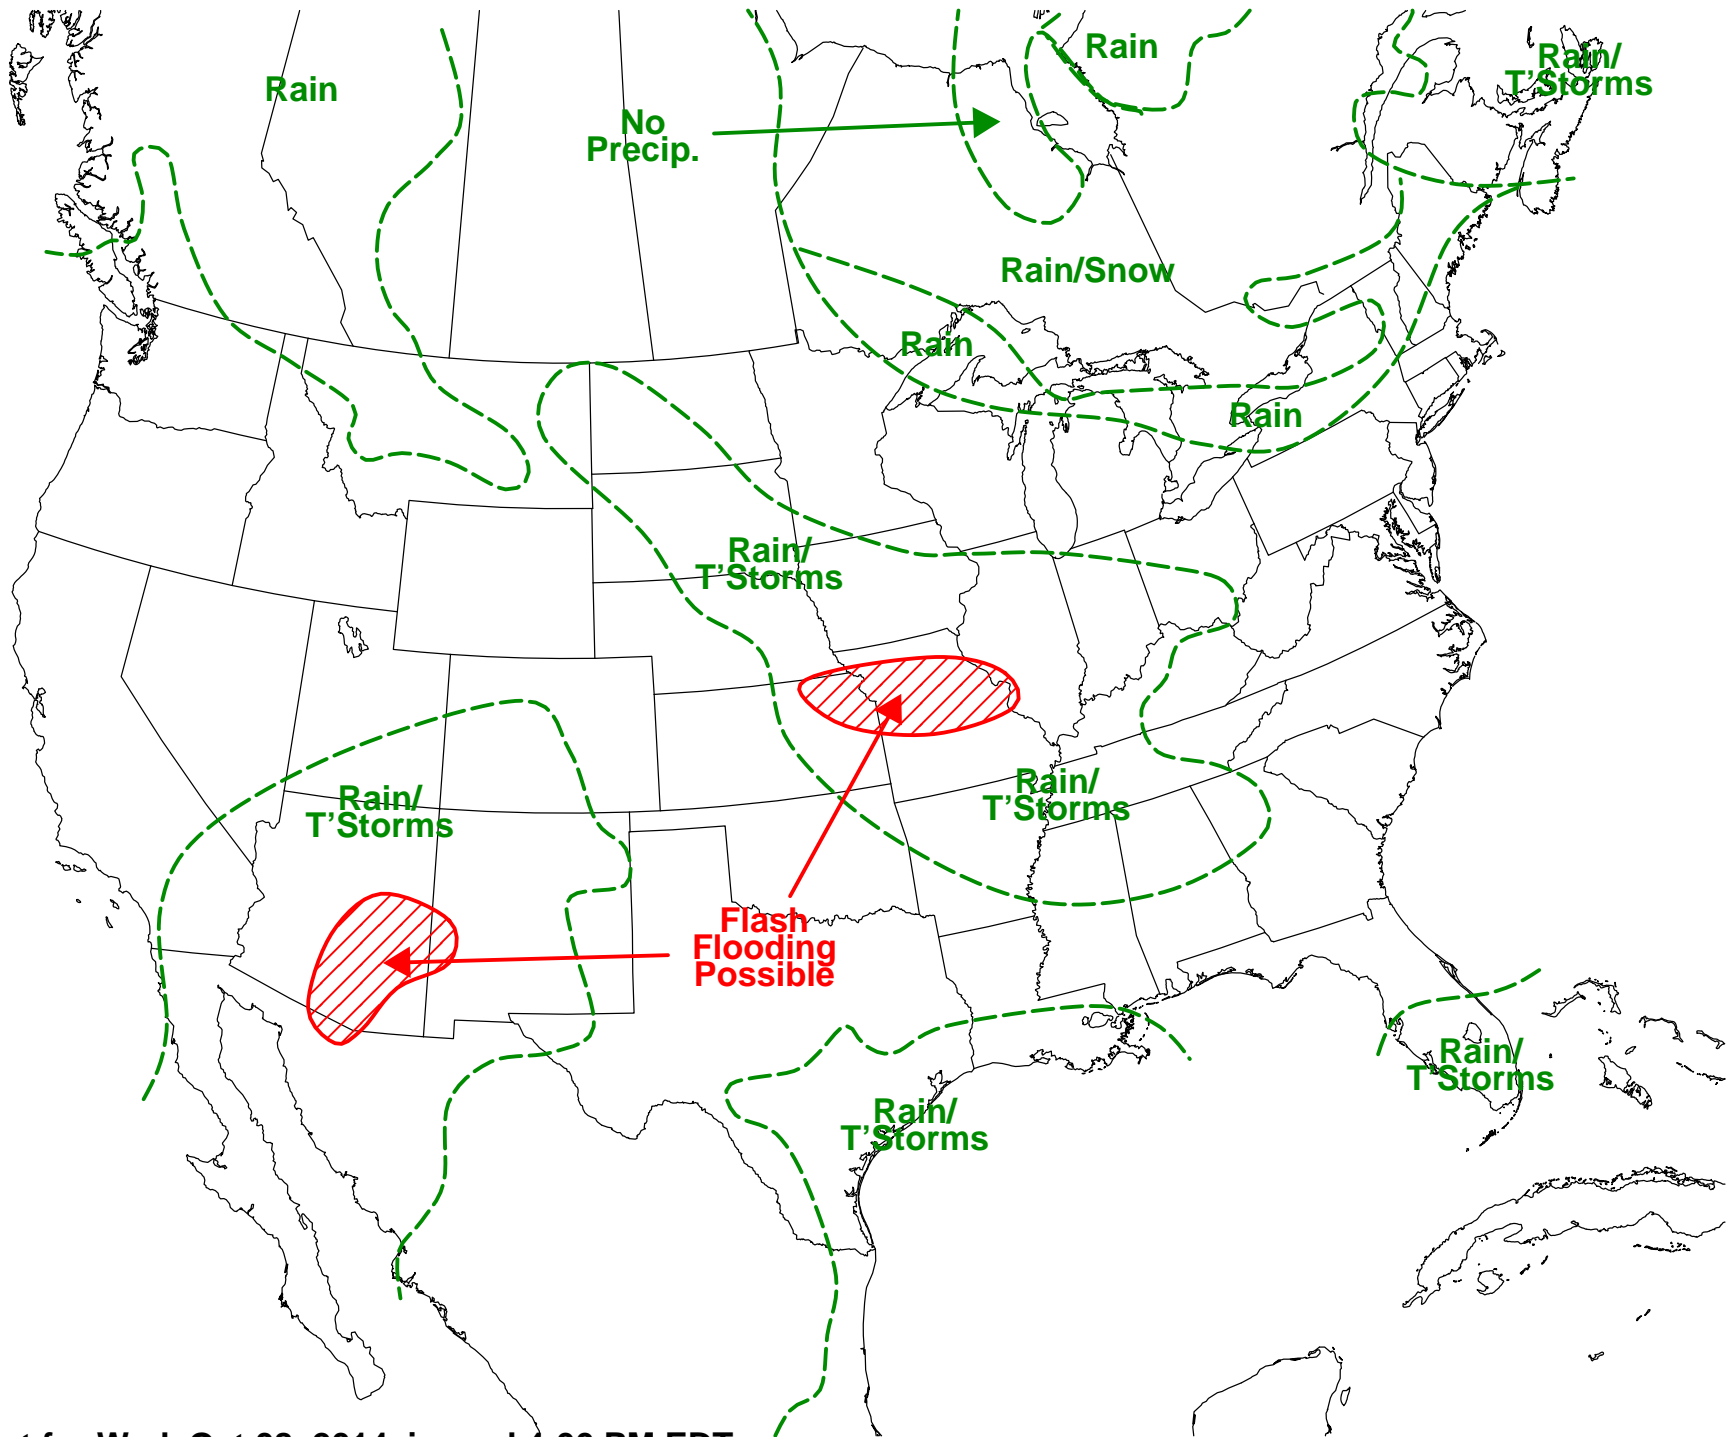 Rain
Rain
Rain/
T’Storms
No
Precip.
Rain/Snow
Rain
Rain
Rain/
T’Storms
Rain/
T’Storms
Rain/
T’Storms
Flash
Flooding
Possible
Rain/
T’Storms
Rain/
T’Storms